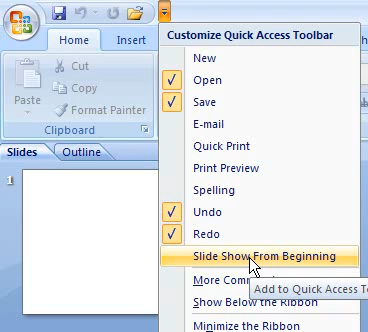 Customize Quick Access Toolbar
Home Insert
New
Open
Save
E-mail
Quick Print
Print Preview
Spelling
Undo
Redo
Slide Show From Beginning
More Comm
Add to Quick Access To
Show Below the Ribbon
Minimize the Ribbon
Paste
Cut
Copy
Format Painter
Clipboard
Slides Outline
1